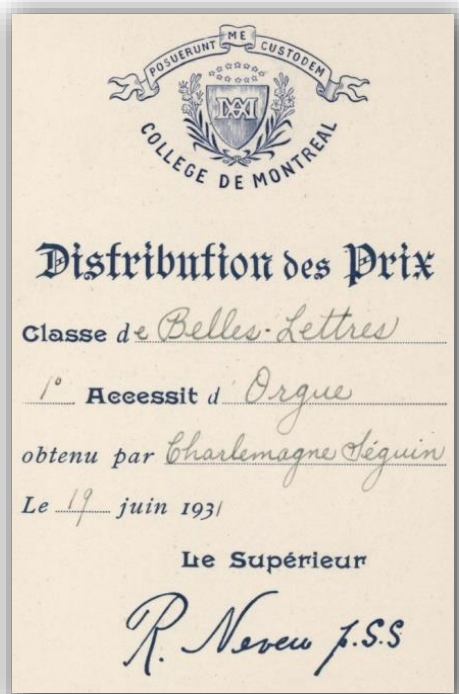 POSUERUNT ME CUSTODEM
COLLEGE DE MONTREAL
Distribution des Prix
Classe de Belles-Lettres
1° Accessit d'Orgue
obtenu par Charlemagne Séguin
Le 19 juin 1931
Le Supérieur
R. Neveu p.S.S